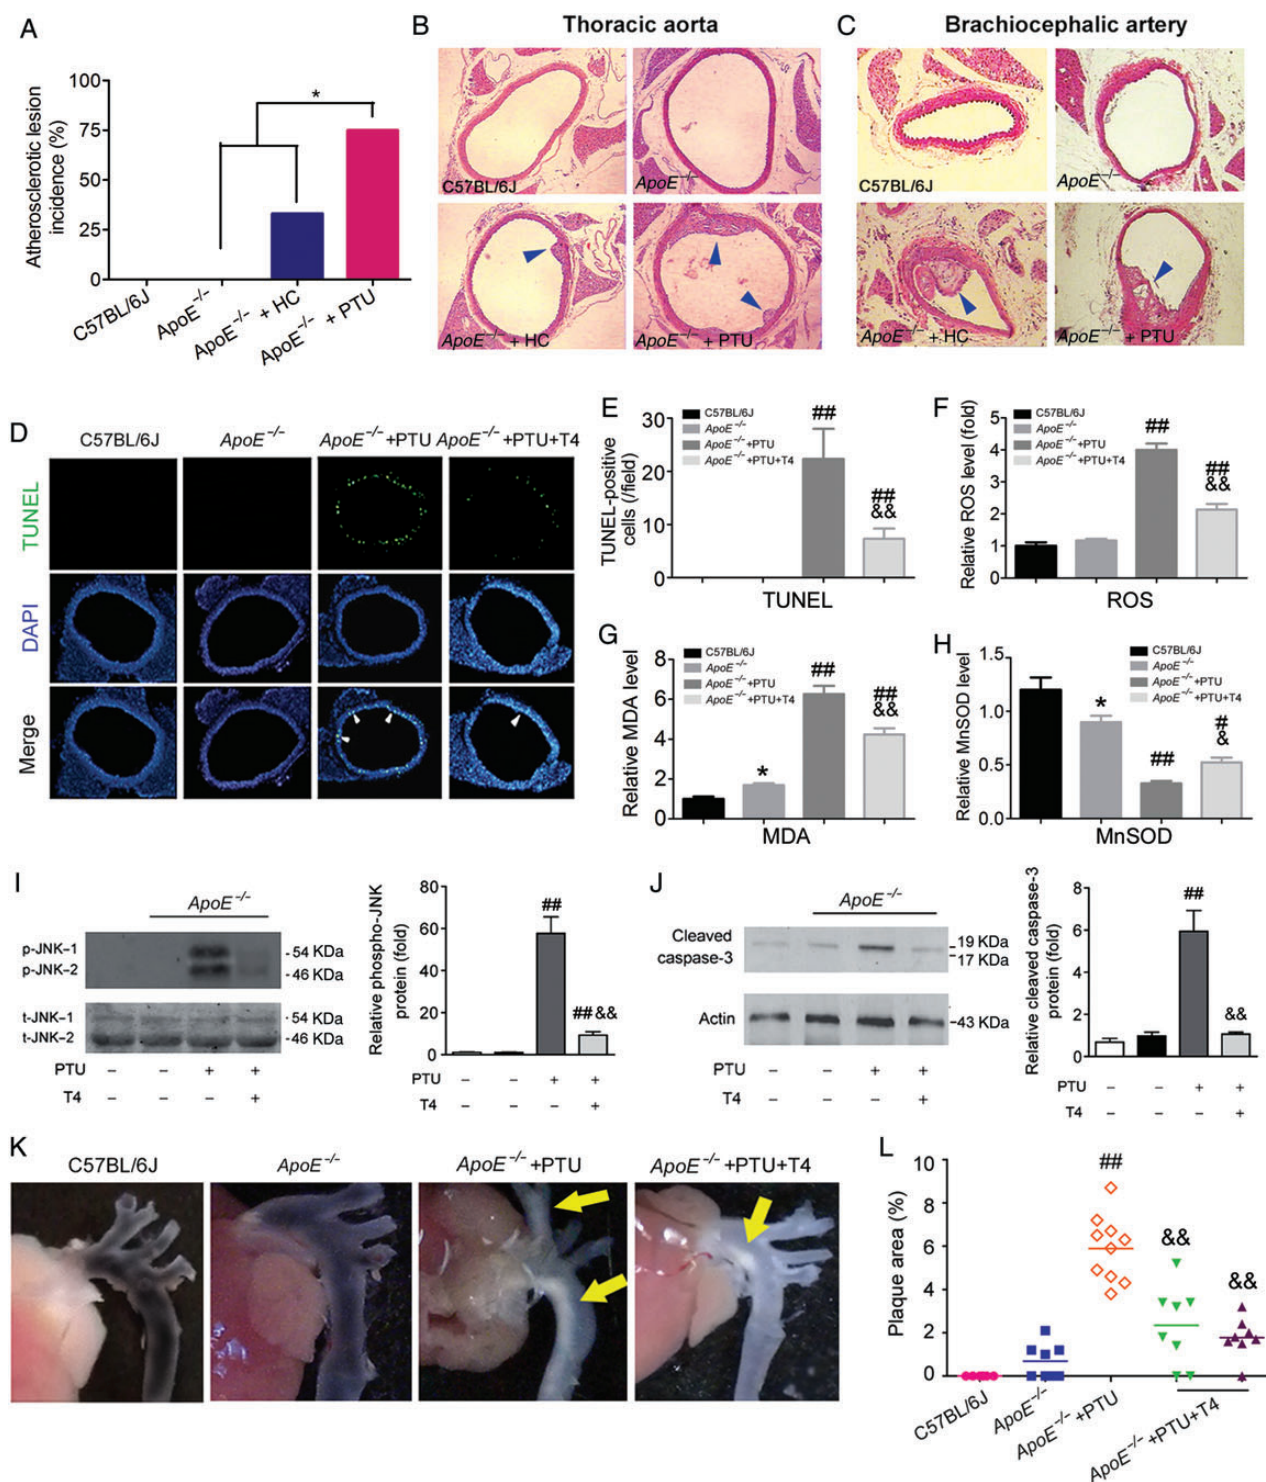 A
Atherosclerotic lesion
incidence (%)
100
75
50
25
0
*
C57BL/6J
ApoE−/−
ApoE−/− + HC
ApoE−/− + PTU
B
Thoracic aorta
C57BL/6J
ApoE−/−
ApoE−/− + HC
ApoE−/− + PTU
C
Brachiocephalic artery
C57BL/6J
ApoE−/−
ApoE−/− + HC
ApoE−/− + PTU
D
C57BL/6J
ApoE−/−
ApoE−/− +PTU
ApoE−/− +PTU+T4
TUNEL
DAPI
Merge
E
TUNEL-positive
cells (/field)
30
20
10
0
C57BL/6J
ApoE−/−
ApoE−/−+PTU
ApoE−/−+PTU+T4
##
##
&&
TUNEL
F
Relative ROS level (fold)
5
4
3
2
1
0
C57BL/6J
ApoE−/−
ApoE−/−+PTU
ApoE−/−+PTU+T4
##
##
&&
ROS
G
Relative MDA level
8
6
4
2
0
C57BL/6J
ApoE−/−
ApoE−/−+PTU
ApoE−/−+PTU+T4
*
##
##
&&
MDA
H
Relative MnSOD level
1.5
1.0
0.5
0.0
C57BL/6J
ApoE−/−
ApoE−/−+PTU
ApoE−/−+PTU+T4
*
##
#
&
MnSOD
I
ApoE−/−
p-JNK-1
p-JNK-2
- 54 KDa
- 46 KDa
t-JNK-1
t-JNK-2
- 54 KDa
- 46 KDa
PTU − − + +
T4 − − − +
Relative phospho-JNK
protein (fold)
80
60
40
20
0
##
## &&
PTU − − + +
T4 − − − +
J
ApoE−/−
Cleaved
caspase-3
- 19 KDa
- 17 KDa
Actin
-43 KDa
PTU − − + +
T4 − − − +
Relative cleaved caspase-3
protein (fold)
8
6
4
2
0
##
&&
PTU − − + +
T4 − − − +
K
C57BL/6J
ApoE−/−
ApoE−/− +PTU
ApoE−/− +PTU+T4
L
Plaque area (%)
10
8
6
4
2
0
##
&&
&&
C57BL/6J
ApoE−/−
ApoE−/− +PTU
ApoE−/− +PTU+T4